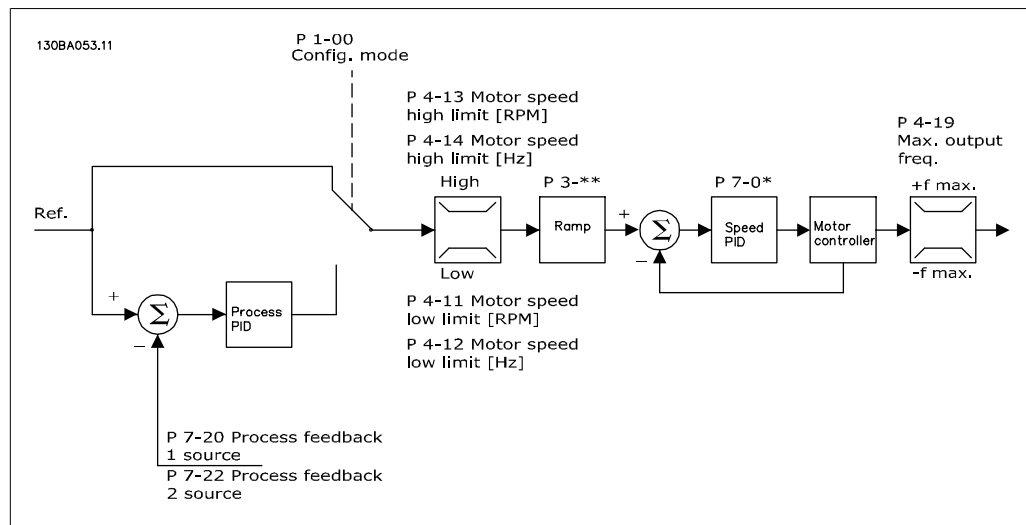 130BA053.11
P 1-00
Config. mode
P 4-13 Motor speed
high limit [RPM]
P 4-14 Motor speed
high limit [Hz]
P 4-19
Max. output
freq.
High
P 3-**
P 7-0*
+f max.
Ref.
+
Σ
−
Ramp
Speed
PID
Motor
controller
Low
-f max.
P 4-11 Motor speed
low limit [RPM]
P 4-12 Motor speed
low limit [Hz]
+
Σ
−
Process
PID
P 7-20 Process feedback
1 source
P 7-22 Process feedback
2 source